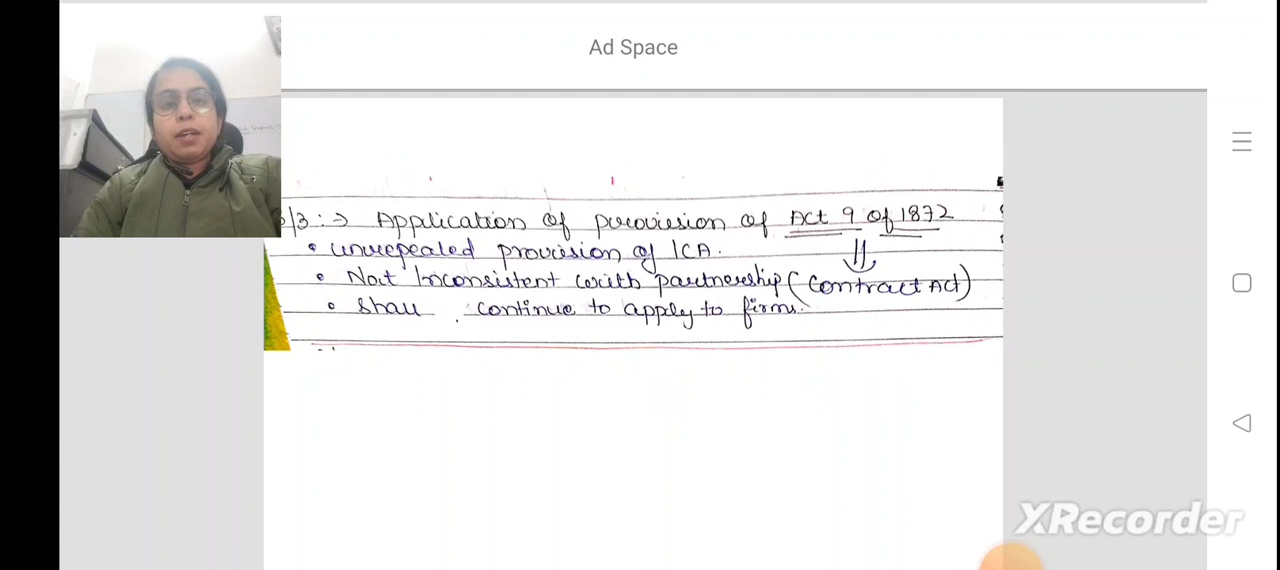 Ad Space
/3:→ Application of provision of Act 9 of 1872
• unrepealed provision of ICA.
• Not Inconsistent with partnership (Contract Act)
• Shall continue to apply to firms.
XRecorder